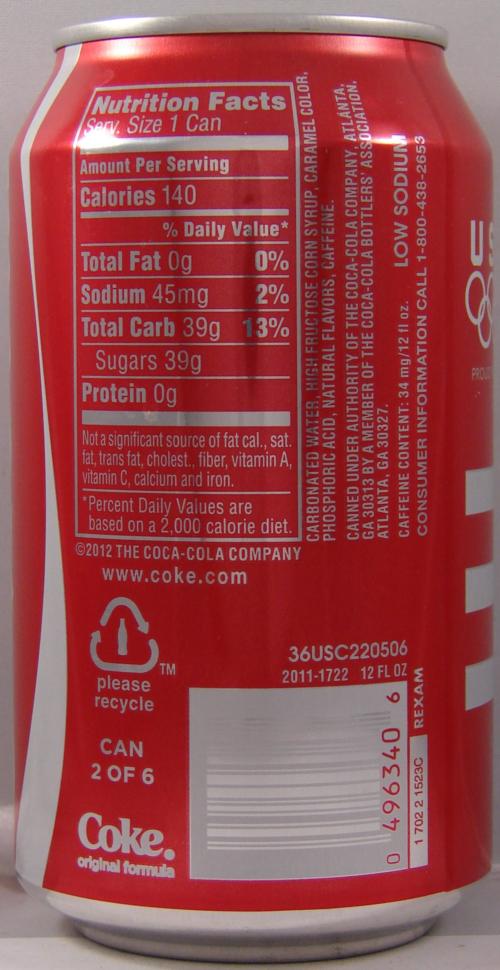 Nutrition Facts
Serv. Size 1 Can
Amount Per Serving
Calories 140
% Daily Value*
Total Fat 0g 0%
Sodium 45mg 2%
Total Carb 39g 13%
Sugars 39g
Protein 0g
Not a significant source of fat cal., sat.
fat, trans fat, cholest., fiber, vitamin A,
vitamin C, calcium and iron.
*Percent Daily Values are
based on a 2,000 calorie diet.
©2012 THE COCA-COLA COMPANY
www.coke.com
CARBONATED WATER, HIGH FRUCTOSE CORN SYRUP, CARAMEL COLOR,
PHOSPHORIC ACID, NATURAL FLAVORS, CAFFEINE.
CANNED UNDER AUTHORITY OF THE COCA-COLA COMPANY, ATLANTA,
GA 30313 BY A MEMBER OF THE COCA-COLA BOTTLERS' ASSOCIATION,
ATLANTA, GA 30327.
CAFFEINE CONTENT: 34 mg/12 fl oz. LOW SODIUM
CONSUMER INFORMATION CALL 1-800-438-2653
TM
please
recycle
CAN
2 OF 6
Coke.
original formula
36USC220506
2011-1722 12 FL OZ
0 496340 6
REXAM
1 702 2 1523C
US